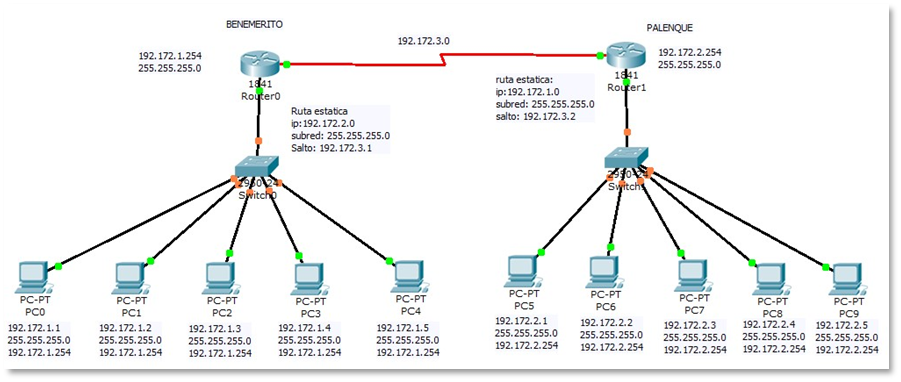 BENEMERITO
192.172.1.254
255.255.255.0
1841
Router0
192.172.3.0
PALENQUE
192.172.2.254
255.255.255.0
1841
Router1
Ruta estatica
ip:192.172.2.0
subred: 255.255.255.0
Salto: 192.172.3.1
ruta estatica:
ip:192.172.1.0
subred: 255.255.255.0
salto: 192.172.3.2
2950-24
Switch0
2950-24
Switch1
PC-PT
PC0
192.172.1.1
255.255.255.0
192.172.1.254
PC-PT
PC1
192.172.1.2
255.255.255.0
192.172.1.254
PC-PT
PC2
192.172.1.3
255.255.255.0
192.172.1.254
PC-PT
PC3
192.172.1.4
255.255.255.0
192.172.1.254
PC-PT
PC4
192.172.1.5
255.255.255.0
192.172.1.254
PC-PT
PC5
192.172.2.1
255.255.255.0
192.172.2.254
PC-PT
PC6
192.172.2.2
255.255.255.0
192.172.2.254
PC-PT
PC7
192.172.2.3
255.255.255.0
192.172.2.254
PC-PT
PC8
192.172.2.4
255.255.255.0
192.172.2.254
PC-PT
PC9
192.172.2.5
255.255.255.0
192.172.2.254